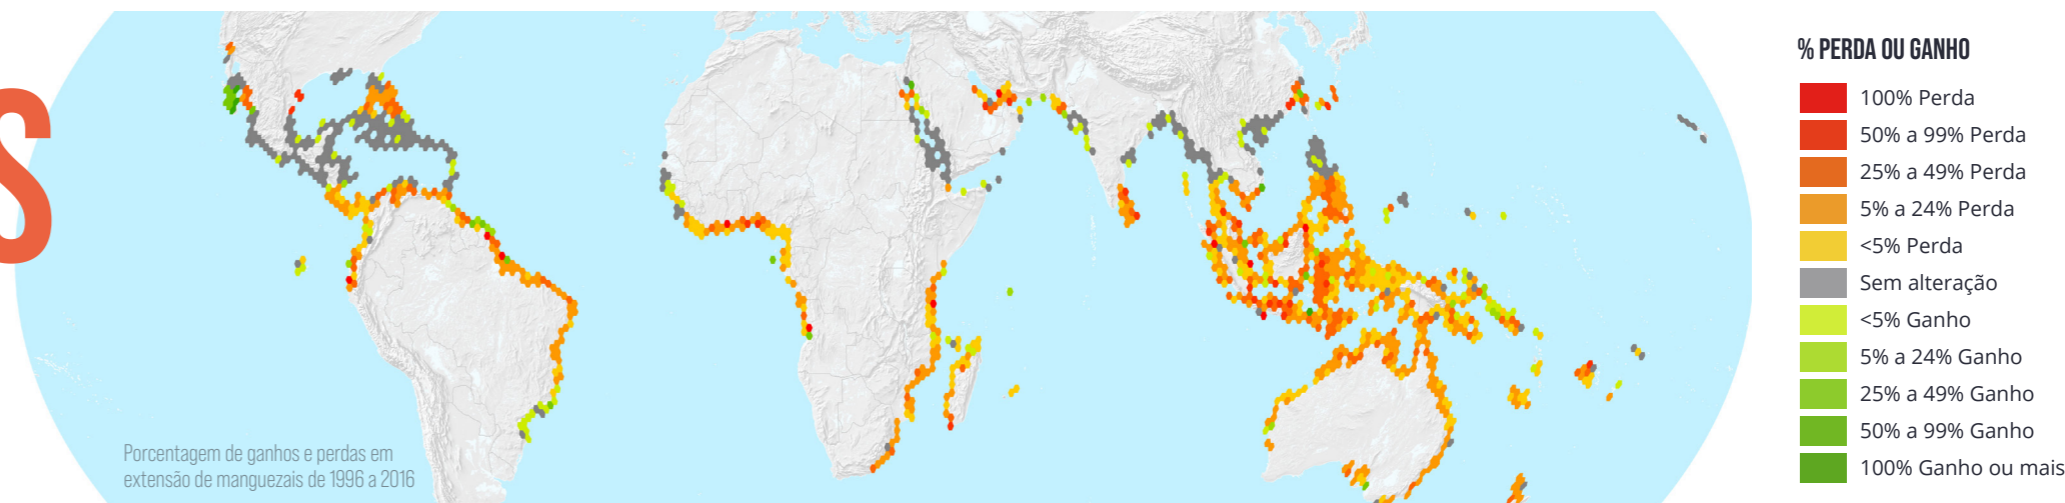 S
% PERDA OU GANHO
100% Perda
50% a 99% Perda
25% a 49% Perda
5% a 24% Perda
<5% Perda
Sem alteração
<5% Ganho
5% a 24% Ganho
25% a 49% Ganho
50% a 99% Ganho
100% Ganho ou mais
Porcentagem de ganhos e perdas em
extensão de manguezais de 1996 a 2016